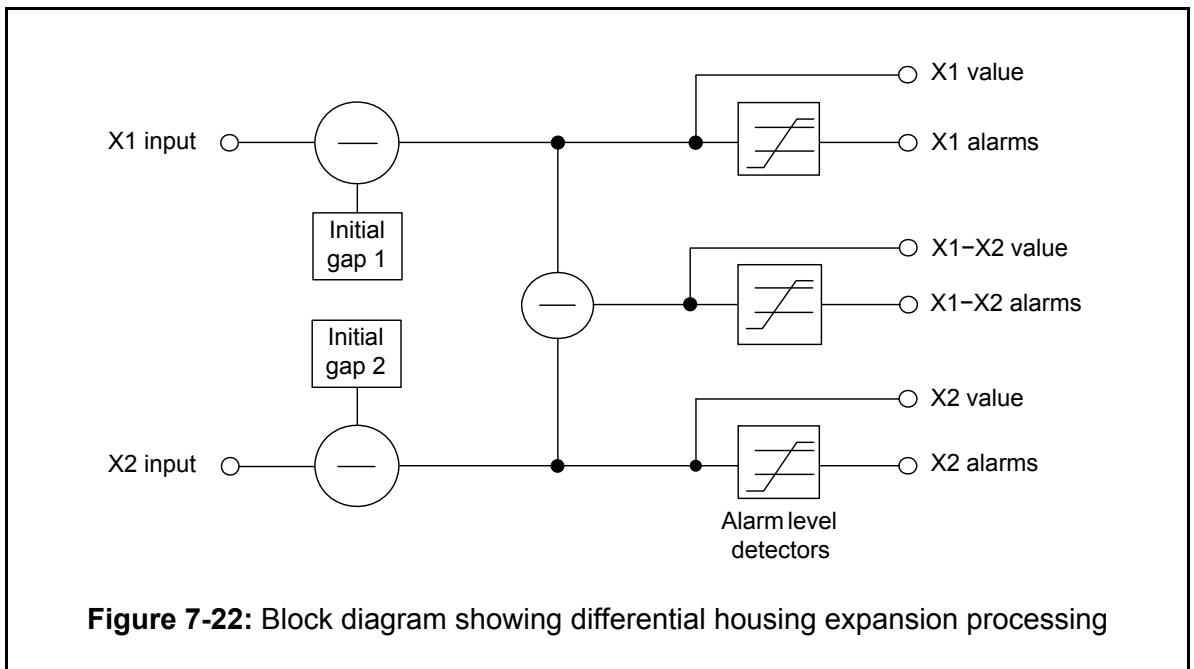 X1 value
X1 input
X1 alarms
Initial
gap 1
X1−X2 value
X1−X2 alarms
Initial
gap 2
X2 value
X2 input
X2 alarms
Alarm level
detectors
Figure 7-22: Block diagram showing differential housing expansion processing